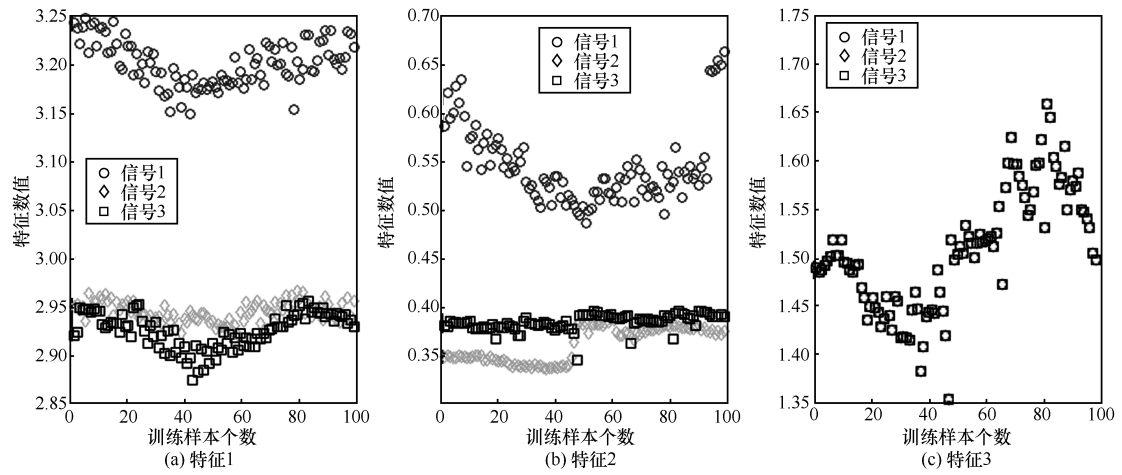 3.25
3.20
3.15
3.10
3.05
3.00
2.95
2.90
2.85
特征数值
信号1
信号2
信号3
0 20 40 60 80 100
训练样本个数
(a) 特征1
0.70
0.65
0.60
0.55
0.50
0.45
0.40
0.35
特征数值
信号1
信号2
信号3
0 20 40 60 80 100
训练样本个数
(b) 特征2
1.75
1.70
1.65
1.60
1.55
1.50
1.45
1.40
1.35
特征数值
信号1
信号2
信号3
0 20 40 60 80 100
训练样本个数
(c) 特征3